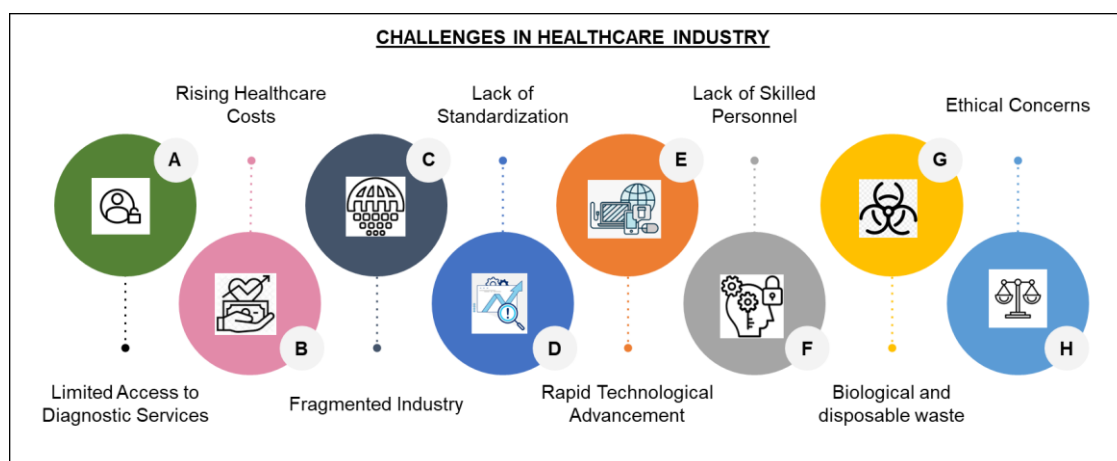 CHALLENGES IN HEALTHCARE INDUSTRY
Rising Healthcare
Costs
Lack of
Standardization
Lack of Skilled
Personnel
Ethical Concerns
A
C
E
G
B
D
F
H
Limited Access to
Diagnostic Services
Fragmented Industry
Rapid Technological
Advancement
Biological and
disposable waste